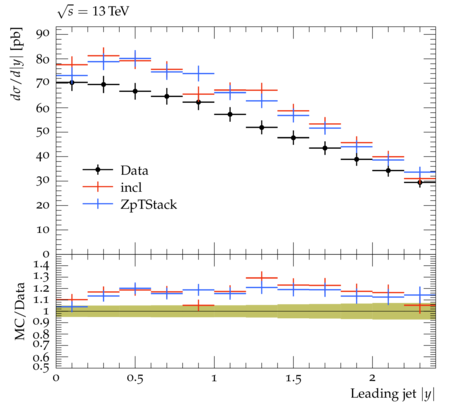 √s = 13 TeV
dσ/d|y| [pb]
90
80
70
60
50
40
30
20
10
0
Data
incl
ZpTStack
MC/Data
1.4
1.3
1.2
1.1
1
0.9
0.8
0.7
0.6
0.5
0 0.5 1 1.5 2
Leading jet |y|